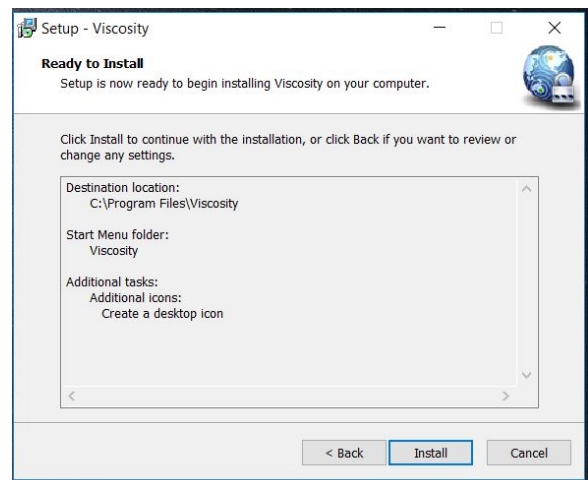 Setup - Viscosity
Ready to Install
Setup is now ready to begin installing Viscosity on your computer.
Click Install to continue with the installation, or click Back if you want to review or
change any settings.
Destination location:
C:\Program Files\Viscosity
Start Menu folder:
Viscosity
Additional tasks:
Additional icons:
Create a desktop icon
< Back
Install
Cancel